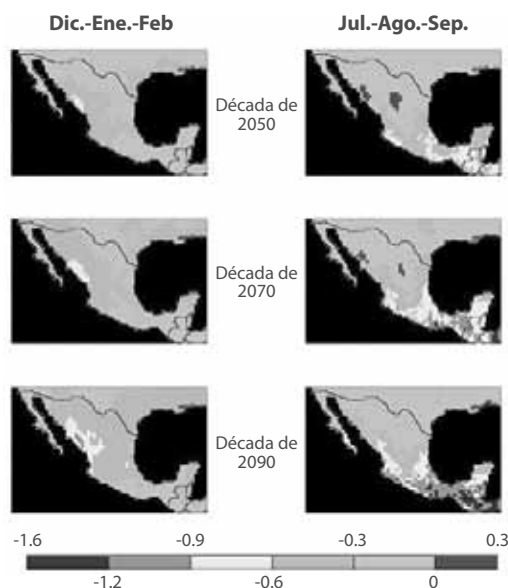 Dic.-Ene.-Feb
Jul.-Ago.-Sep.
Década de
2050
Década de
2070
Década de
2090
-1.6 -0.9 -0.3 0.3
-1.2 -0.6 0